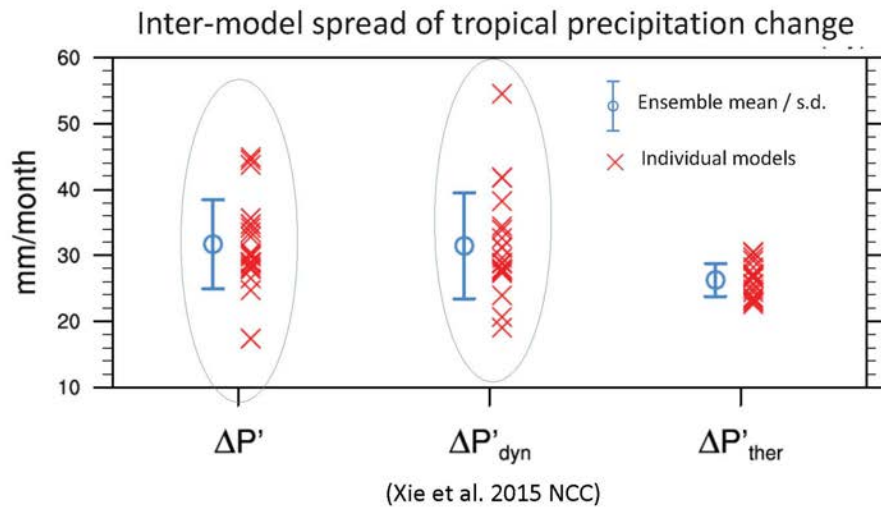 Inter-model spread of tropical precipitation change
60
50
40
30
20
10
mm/month
Ensemble mean / s.d.
Individual models
ΔP'
ΔP'dyn
ΔP'ther
(Xie et al. 2015 NCC)